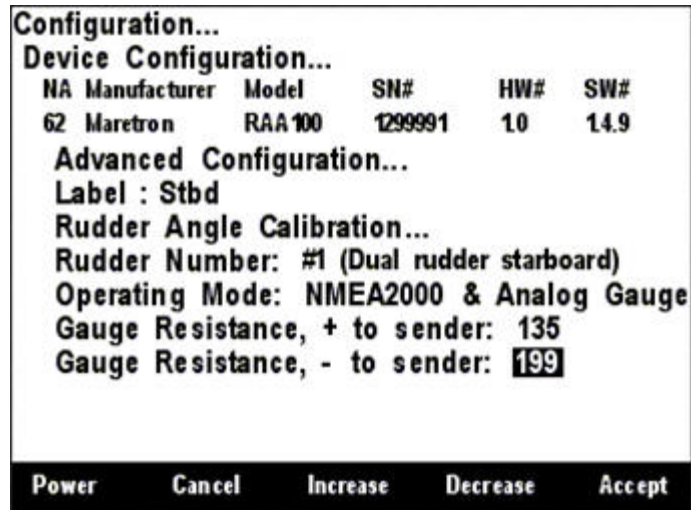 Configuration...
Device Configuration...
NA Manufacturer Model SN# HW# SW#
62 Maretron RAA100 1299991 1.0 1.4.9
Advanced Configuration...
Label : Stbd
Rudder Angle Calibration...
Rudder Number: #1 (Dual rudder starboard)
Operating Mode: NMEA2000 & Analog Gauge
Gauge Resistance, + to sender: 135
Gauge Resistance, - to sender: 199
Power Cancel Increase Decrease Accept